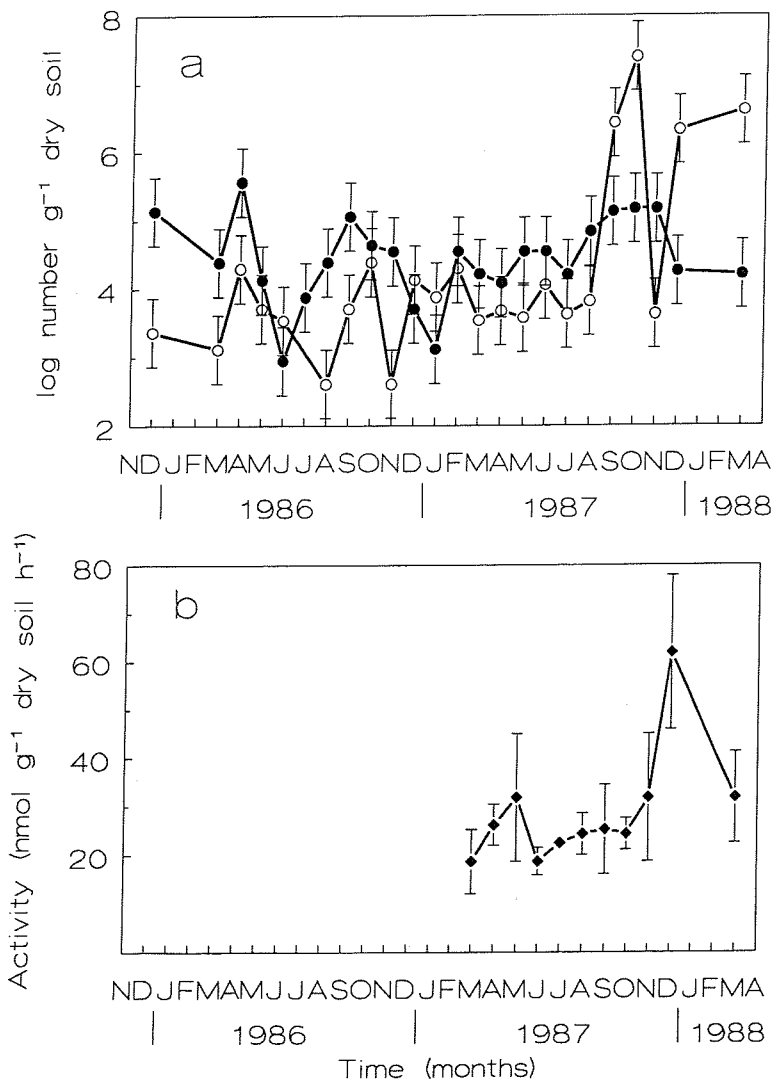 a
log number g⁻¹ dry soil
8
6
4
2
NDJFMAMJJASONDJFMAMJJASONDJFMA
1986 1987 1988
b
Activity (nmol g⁻¹ dry soil h⁻¹)
80
60
40
20
NDJFMAMJJASONDJFMAMJJASONDJFMA
1986 1987 1988
Time (months)